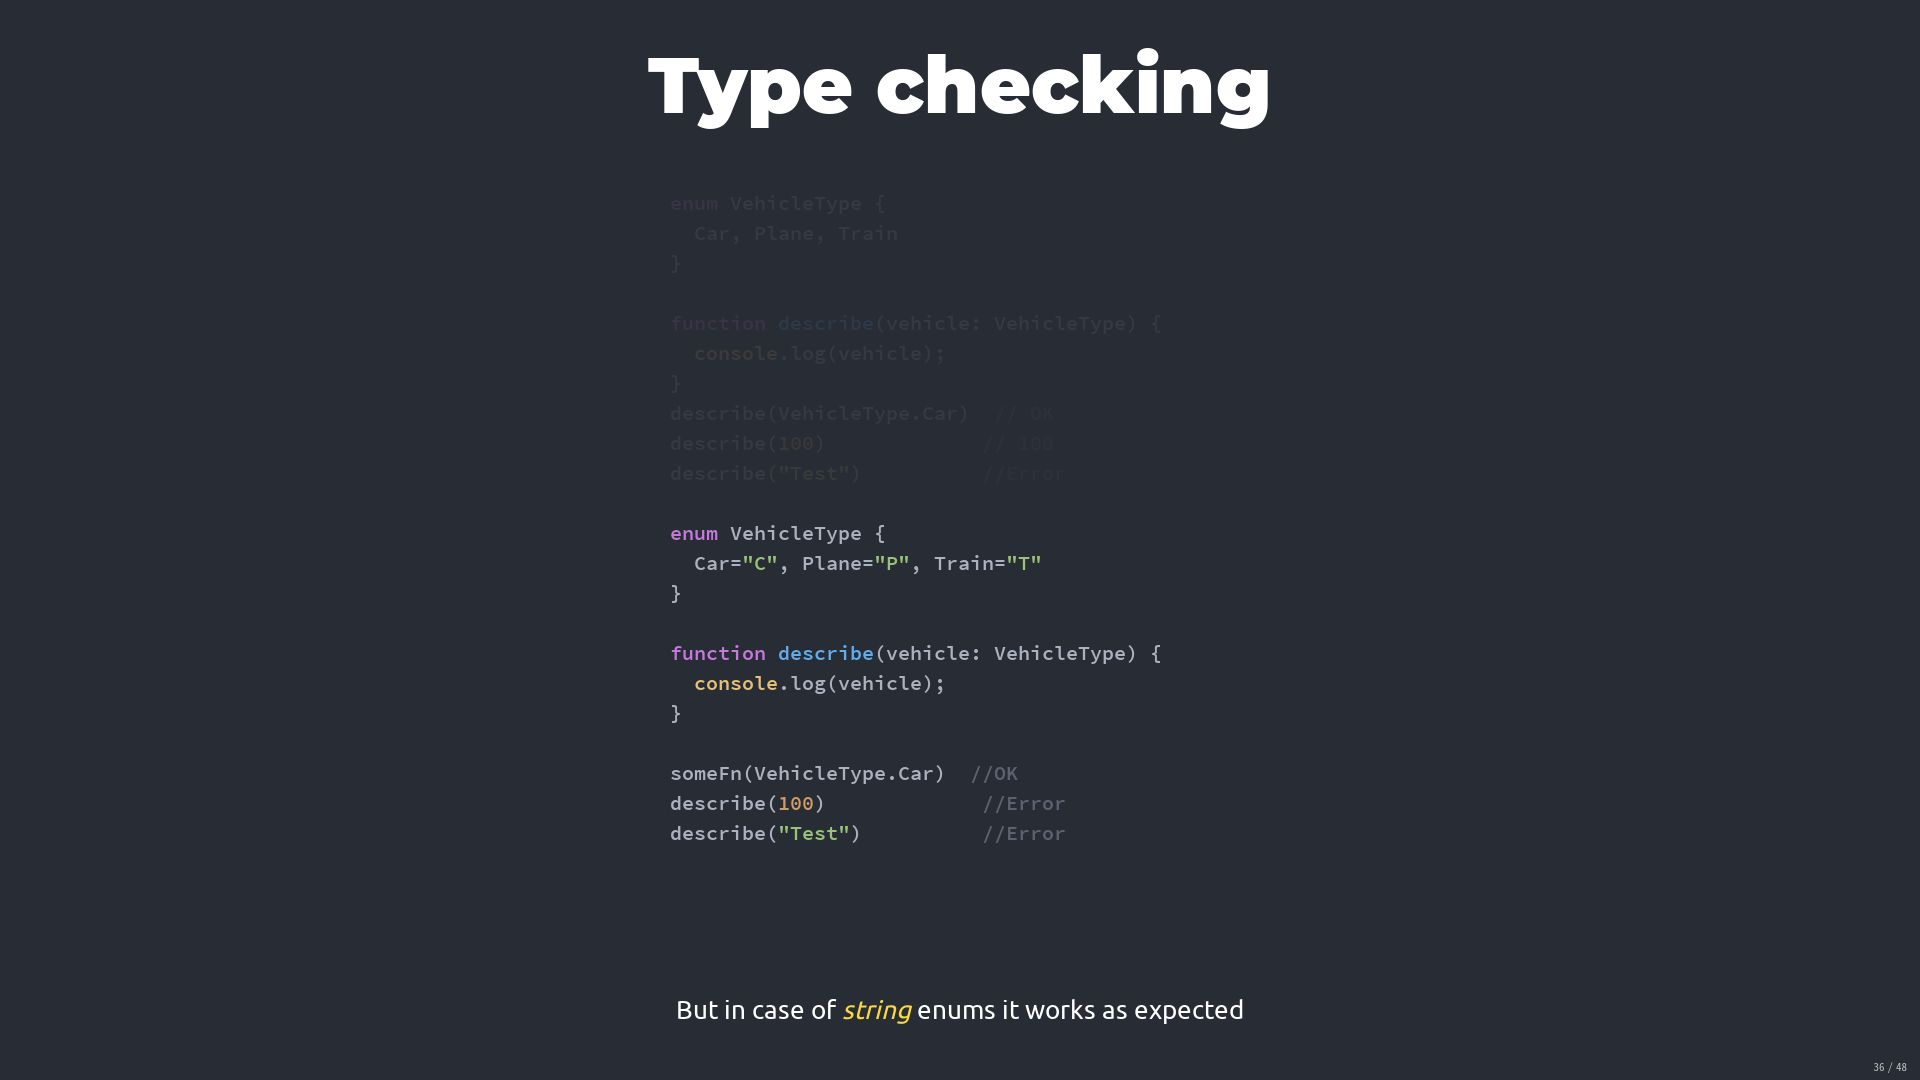 Type checking
enum VehicleType {
  Car, Plane, Train
}
function describe(vehicle: VehicleType) {
  console.log(vehicle);
}
describe(VehicleType.Car)  // OK
describe(100)             // 100
describe("Test")          //Error
enum VehicleType {
  Car="C", Plane="P", Train="T"
}
function describe(vehicle: VehicleType) {
  console.log(vehicle);
}
someFn(VehicleType.Car)  //OK
describe(100)             //Error
describe("Test")          //Error
But in case of string enums it works as expected
36 / 48